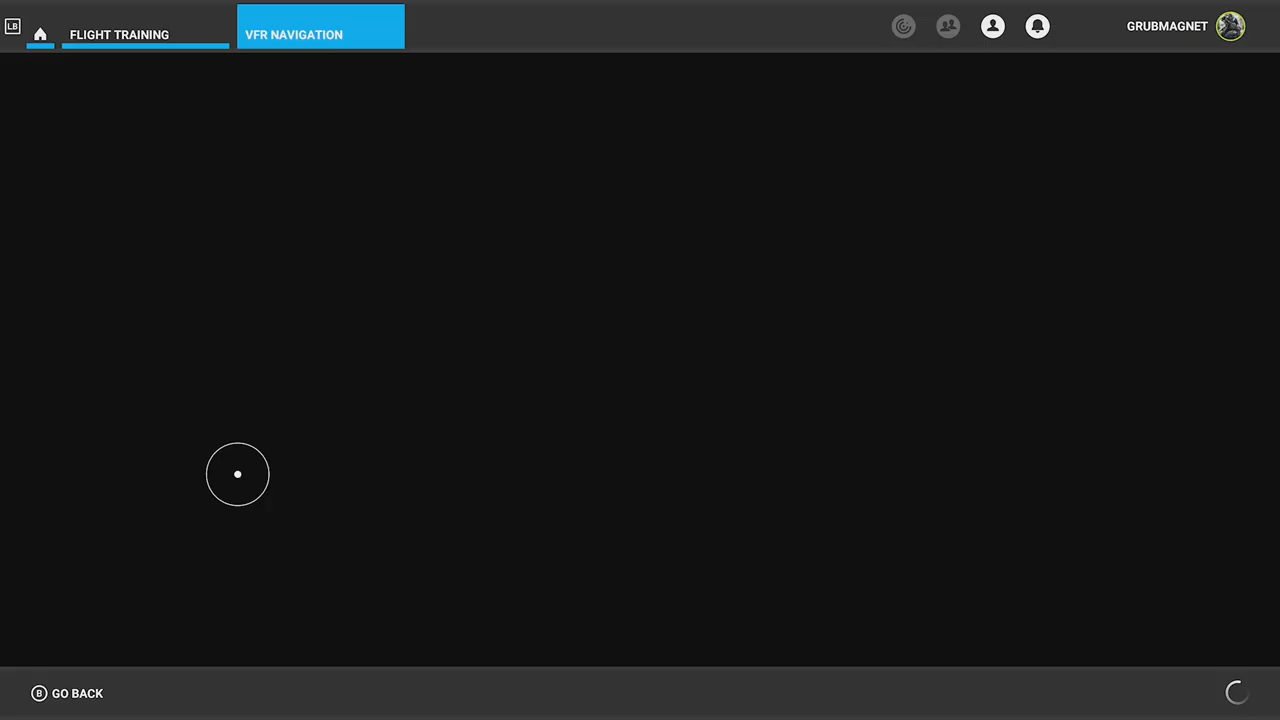 LB
FLIGHT TRAINING
VFR NAVIGATION
GRUBMAGNET
B GO BACK